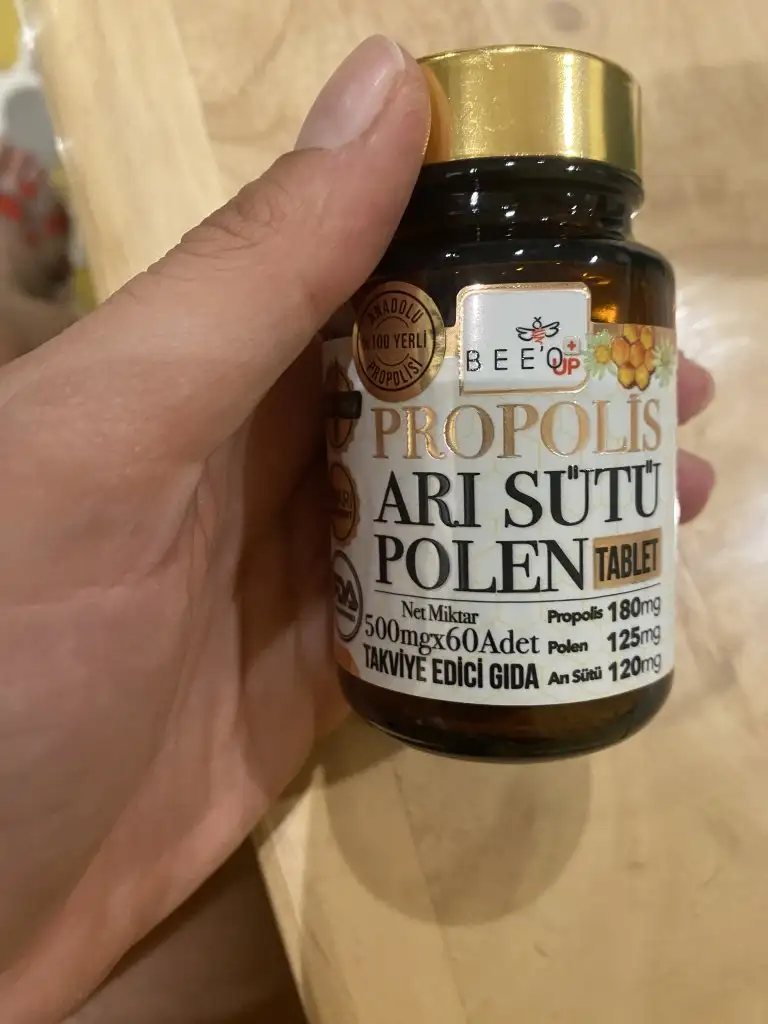 ANADOLU
%100 YERLİ
PROPOLİSİ
BEE'O
UP
PROPOLİS
ARI SÜTÜ
POLEN
TABLET
Net Miktar
500mgx60Adet
TAKVİYE EDİCİ GIDA
Propolis 180mg
Polen 125mg
Arı Sütü 120mg